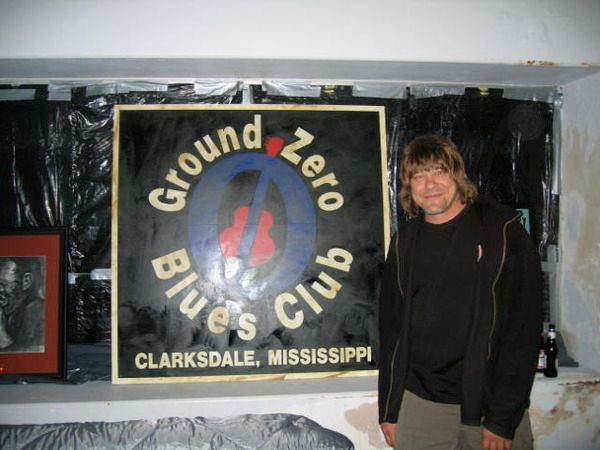 Ground Zero
Blues Club
CLARKSDALE, MISSISSIPPI